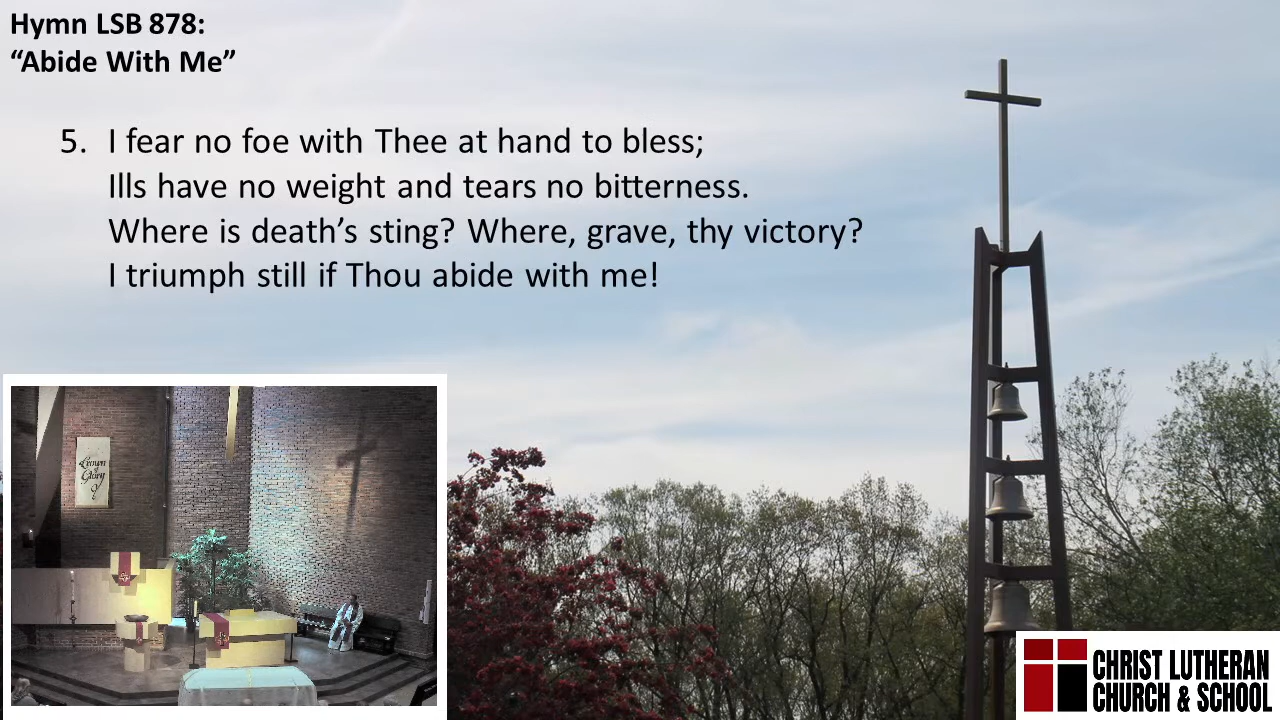 Hymn LSB 878:
“Abide With Me”
5. I fear no foe with Thee at hand to bless;
Ills have no weight and tears no bitterness.
Where is death’s sting? Where, grave, thy victory?
I triumph still if Thou abide with me!
Crown
Glory
CHRIST LUTHERAN
CHURCH & SCHOOL